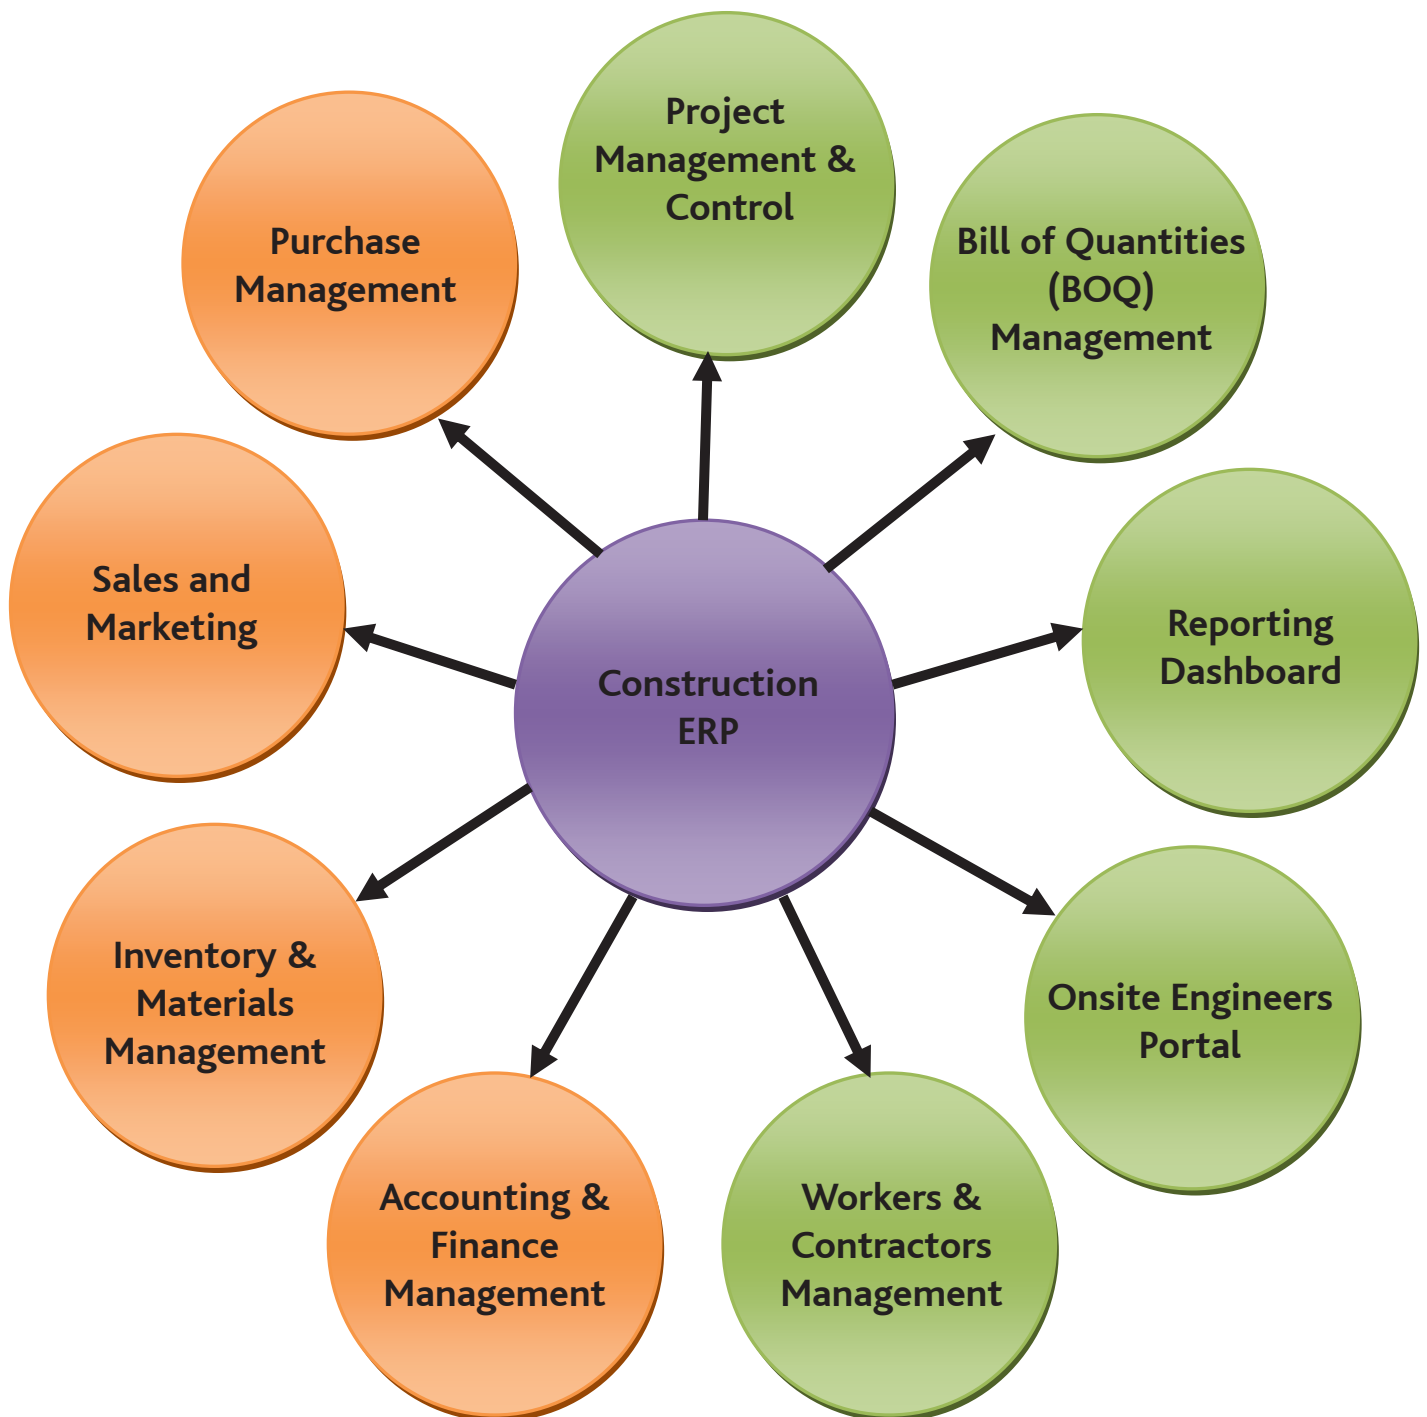 Project
Management &
Control
Bill of Quantities
(BOQ)
Management
Reporting
Dashboard
Onsite Engineers
Portal
Workers &
Contractors
Management
Accounting &
Finance
Management
Inventory &
Materials
Management
Sales and
Marketing
Purchase
Management
Construction
ERP